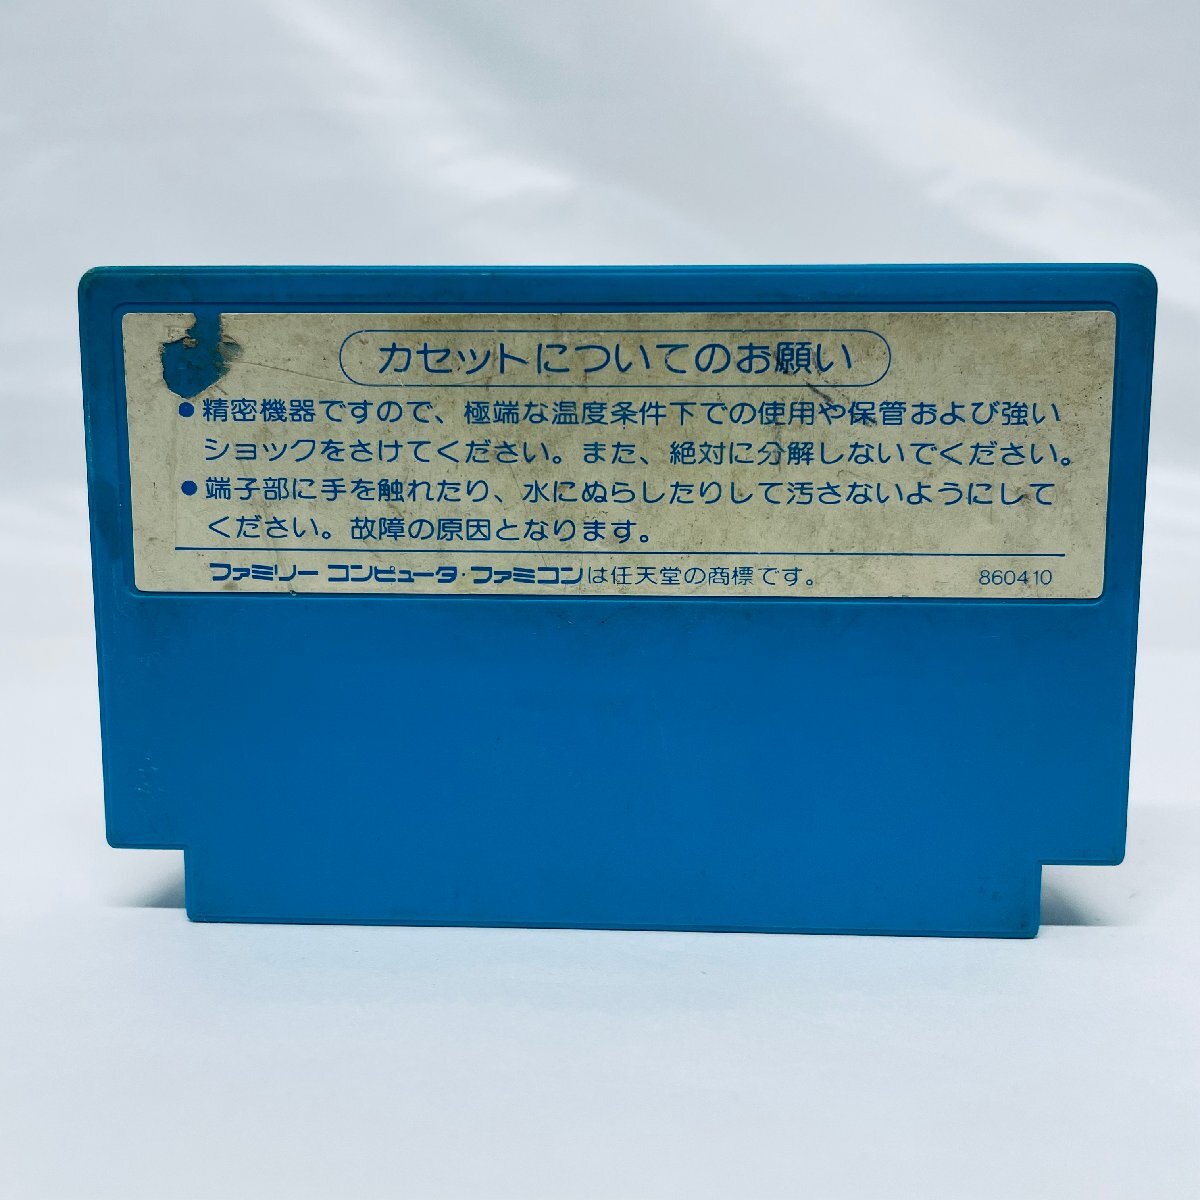 カセットについてのお願い
●精密機器ですので、極端な温度条件下での使用や保管および強い
ショックをさけてください。また、絶対に分解しないでください。
●端子部に手を触れたり、水にぬらしたりして汚さないようにして
ください。故障の原因となります。
ファミリー コンピュータ・ファミコンは任天堂の商標です。 860410